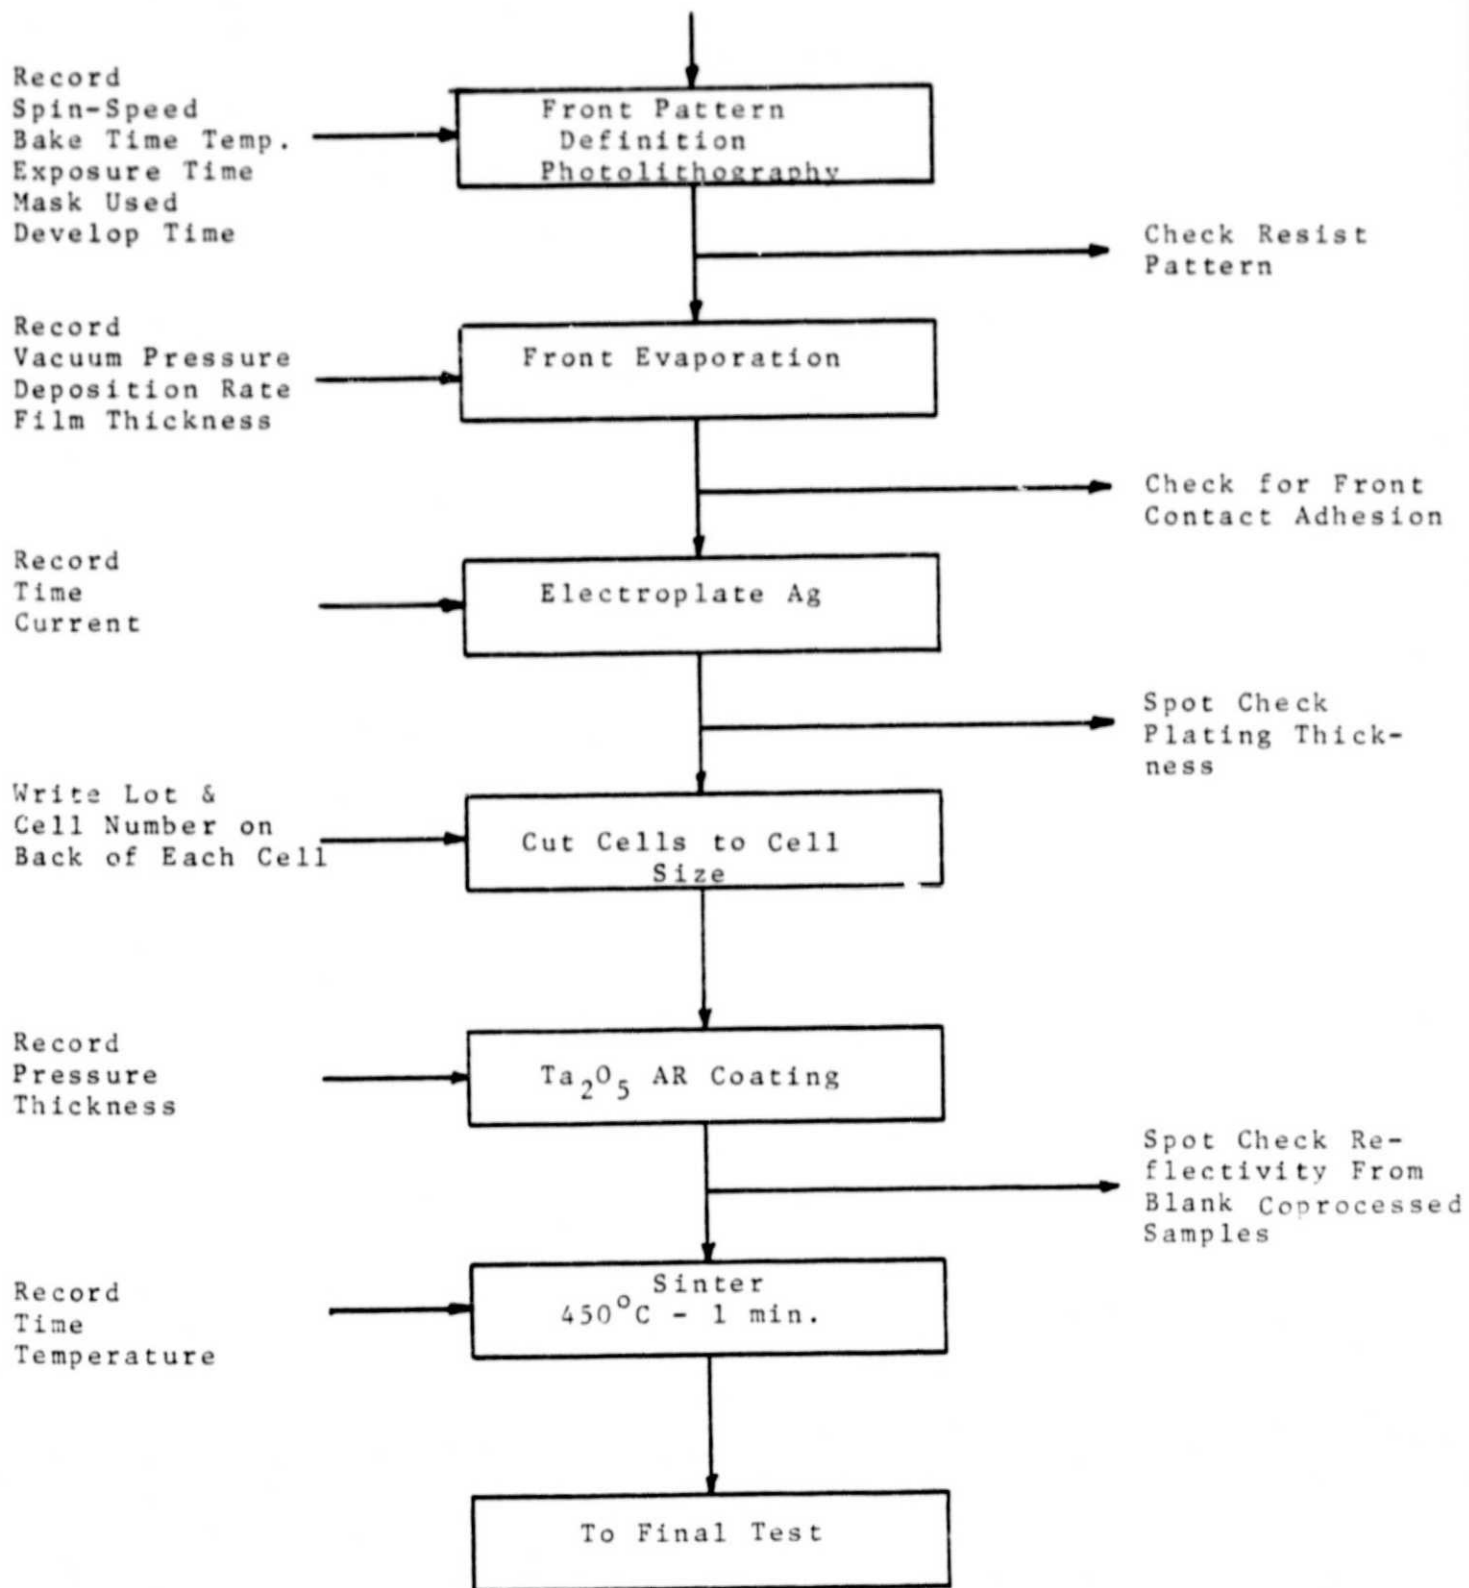 Record
Spin-Speed
Bake Time Temp.
Exposure Time
Mask Used
Develop Time
Front Pattern
Definition
Photolithography
Check Resist
Pattern
Record
Vacuum Pressure
Deposition Rate
Film Thickness
Front Evaporation
Check for Front
Contact Adhesion
Record
Time
Current
Electroplate Ag
Spot Check
Plating Thick-
ness
Write Lot &
Cell Number on
Back of Each Cell
Cut Cells to Cell
Size
Record
Pressure
Thickness
Ta₂O₅ AR Coating
Spot Check Re-
flectivity From
Blank Coprocessed
Samples
Record
Time
Temperature
Sinter
450°C - 1 min.
To Final Test